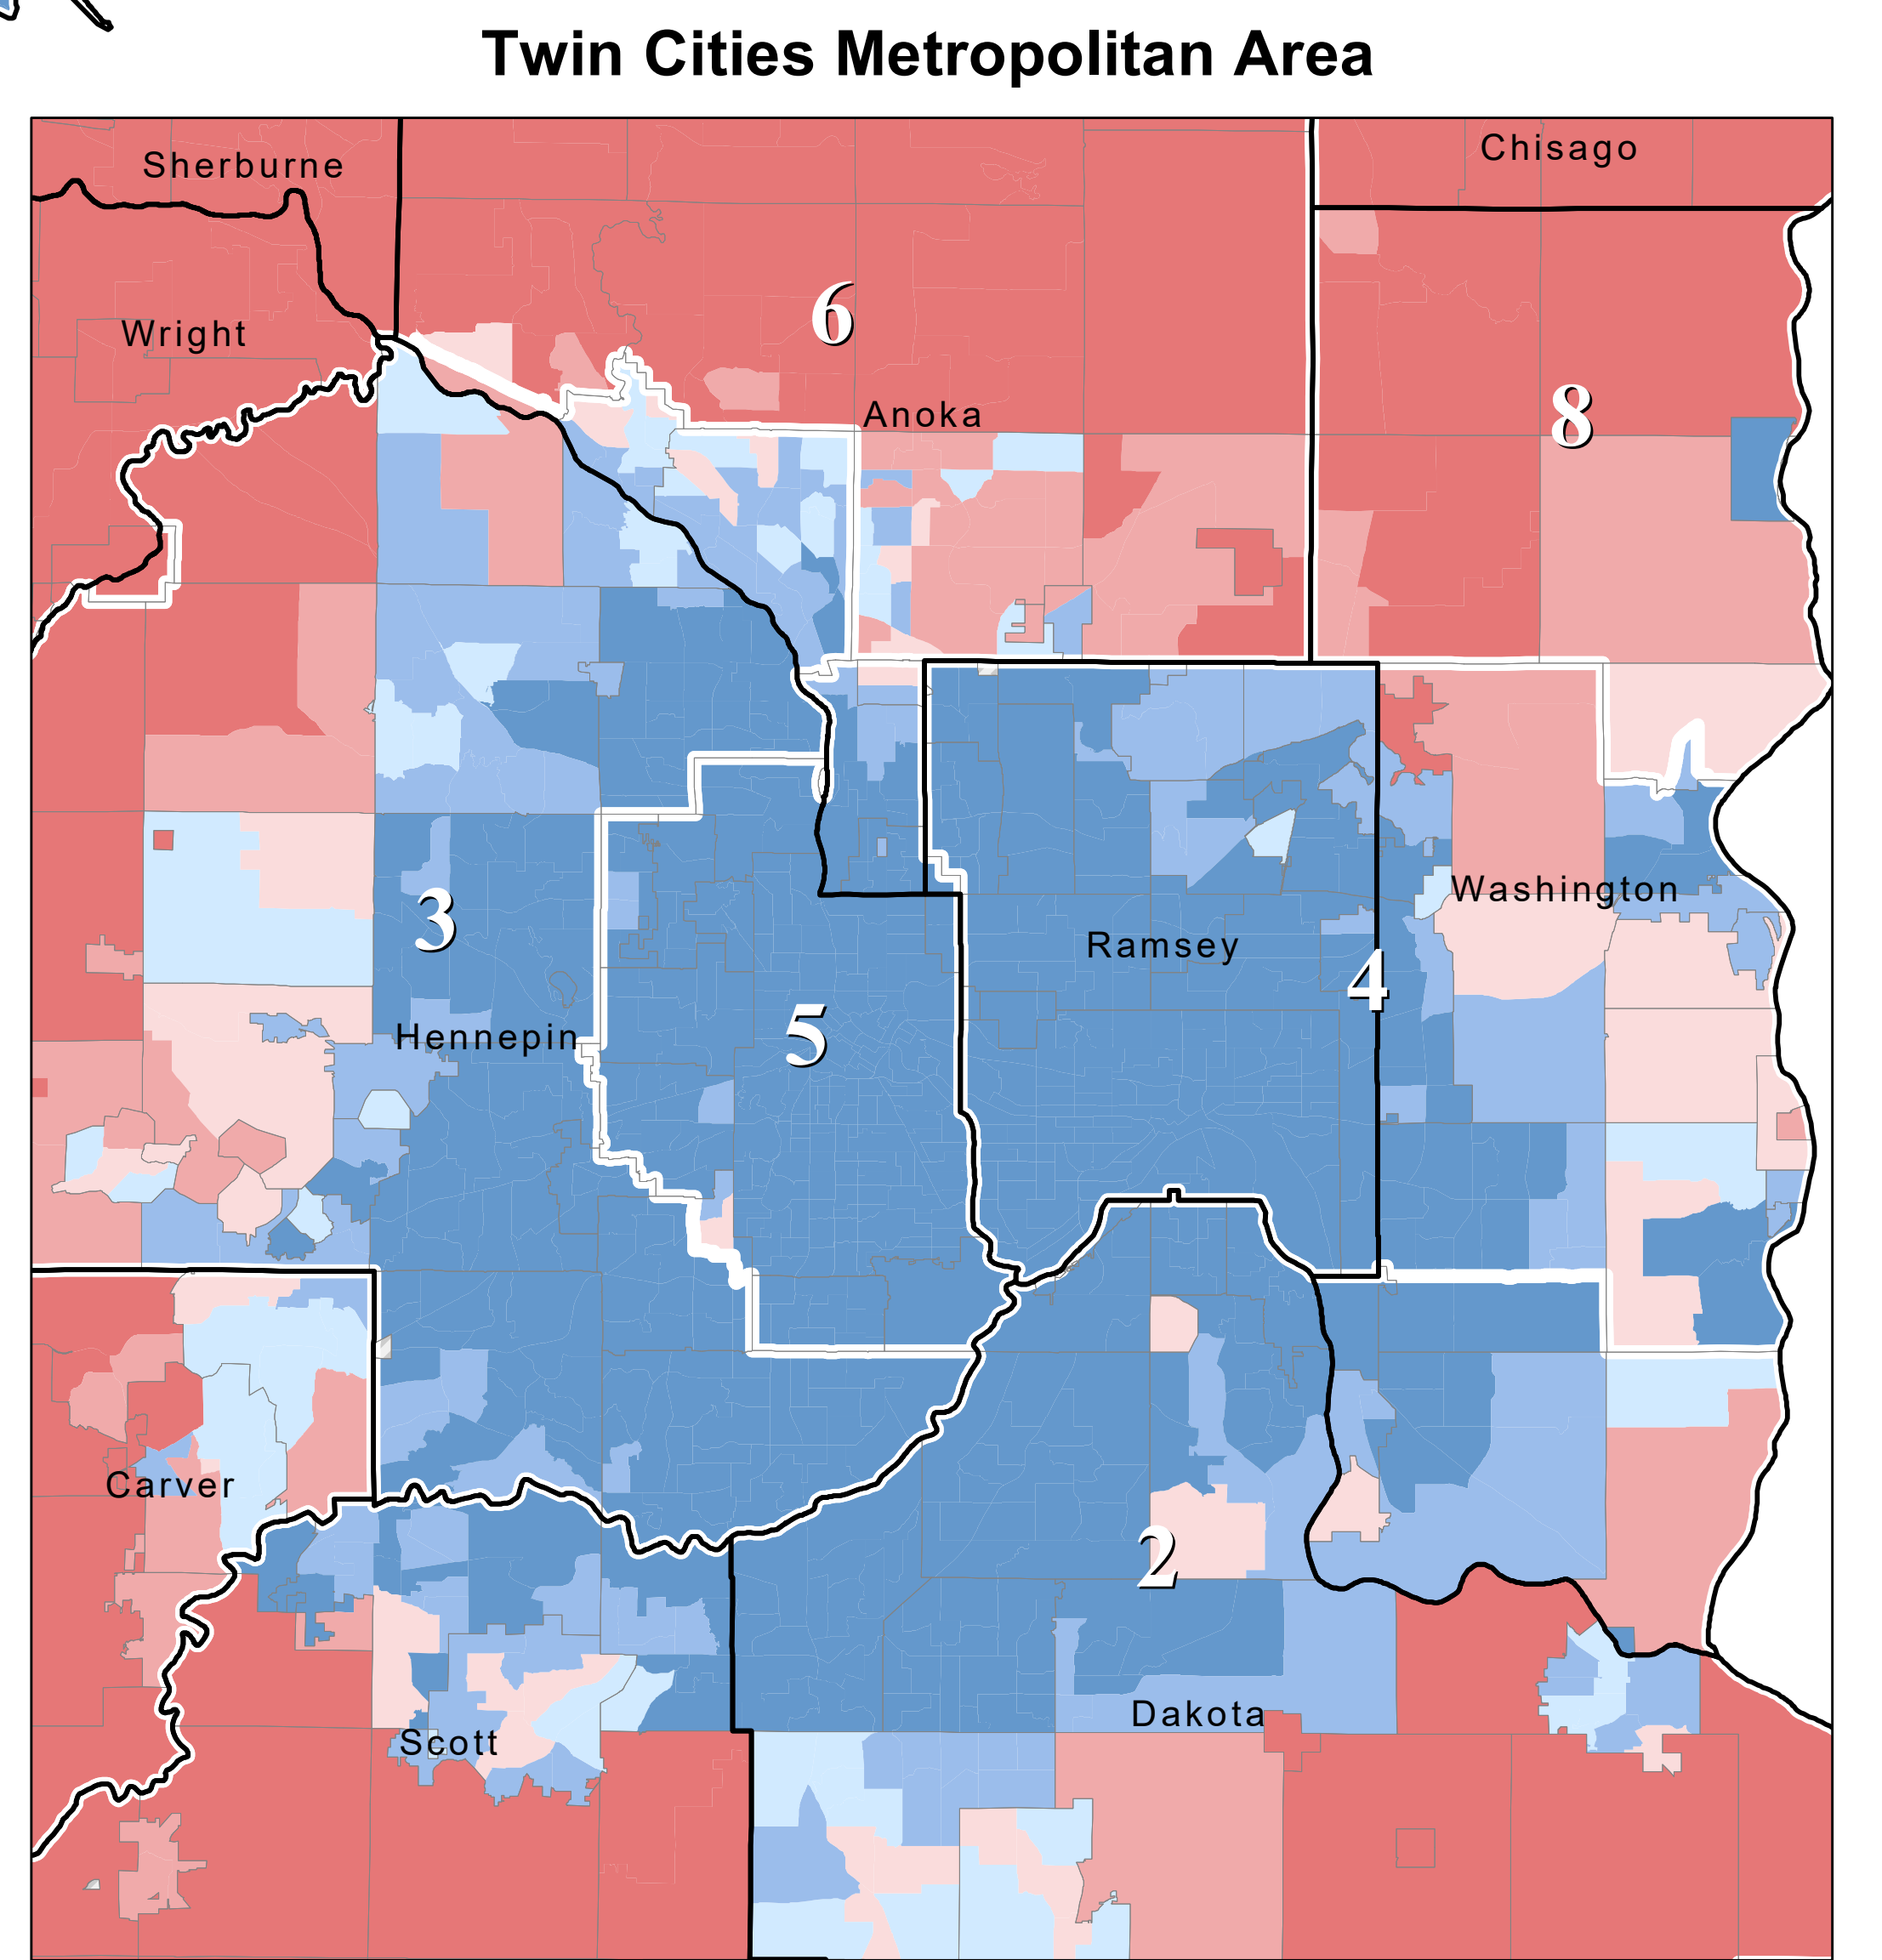 Twin Cities Metropolitan Area
Chisago
Sherburne
6
Wright
8
Anoka
3
Washington
Ramsey
4
5
Hennepin
Carver
2
Dakota
Scott